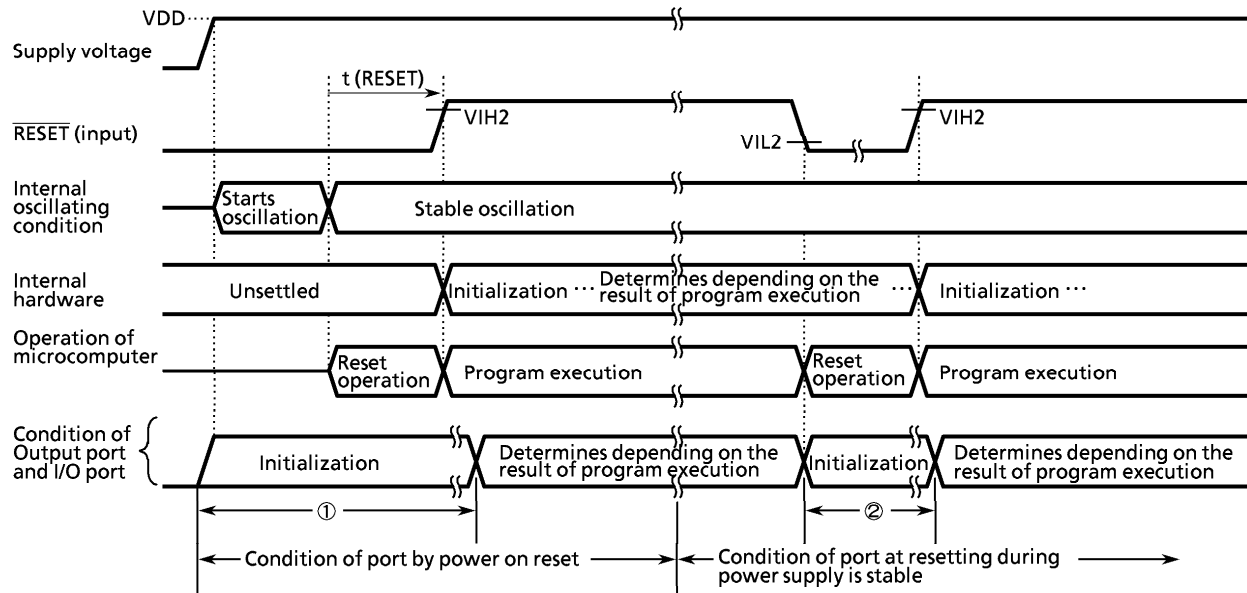 VDD
Supply voltage
t (RESET)
VIH2
VIH2
RESET (input)
VIL2
Internal
oscillating
condition
Starts
oscillation
Stable oscillation
Internal
hardware
Unsettled
Initialization ···
Determines depending on the
result of program execution
···
Initialization ···
Operation of
microcomputer
Reset
operation
Program execution
Reset
operation
Program execution
Condition of
Output port
and I/O port
Initialization
Determines depending on the
result of program execution
Initialization
Determines depending on the
result of program execution
①
②
Condition of port by power on reset
Condition of port at resetting during
power supply is stable